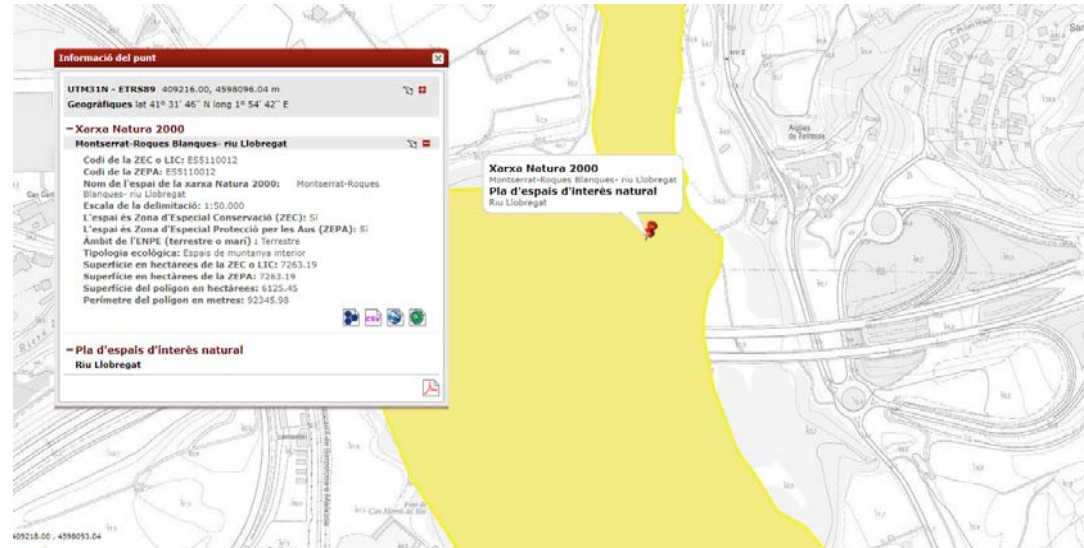 Informació del punt
UTM31N - ETRS89 409216.00, 4598096.04 m
Geogràfiques lat 41º 31' 46" N long 1º 54' 42" E
Xarxa Natura 2000
Montserrat-Roques Blanques- riu Llobregat
Codi de la ZEC o LIC: ES5110012
Codi de la ZEPA: ES5110012
Nom de l'espai de la xarxa Natura 2000: Montserrat-Roques
Blanques- riu Llobregat
Escala de la delimitació: 1:50.000
L'espai és Zona d'Especial Conservació (ZEC): Si
L'espai és Zona d'Especial Protecció per les Aus (ZEPA): Si
Àmbit de l'ENPE (terrestre o marí) : Terrestre
Tipologia ecològica: Espais de muntanya interior
Superfície en hectàrees de la ZEC o LIC: 7263.19
Superfície en hectàrees de la ZEPA: 7263.19
Superfície del polígon en hectàrees: 6125.45
Perímetre del polígon en metres: 92345.98
csv
Pla d'espais d'interès natural
Riu Llobregat
Xarxa Natura 2000
Montserrat-Roques Blanques- riu Llobregat
Pla d'espais d'interès natural
Riu Llobregat
Aigües
de Terrassa
409218.00 , 4598093.04